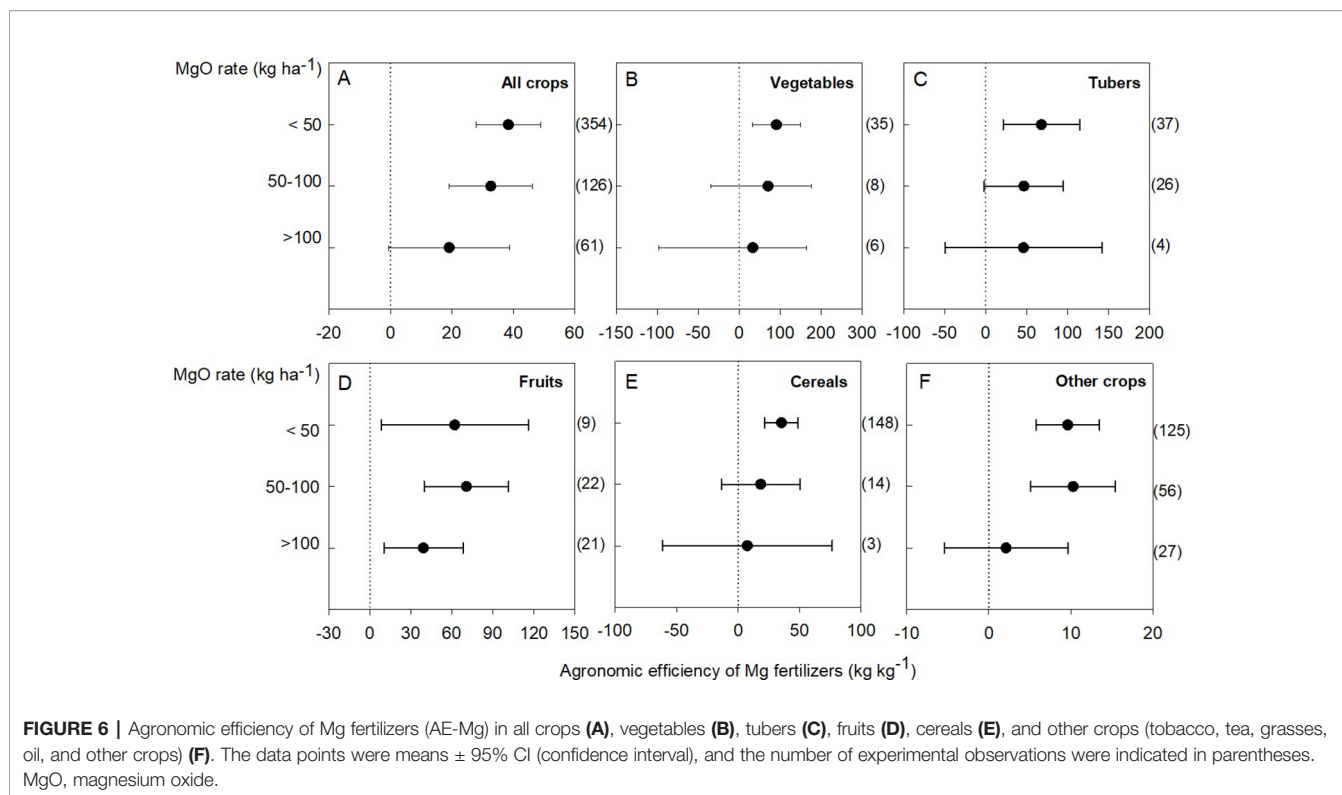 MgO rate (kg ha⁻¹)
A All crops
B Vegetables
C Tubers
< 50 (354) (35) (37)
50-100 (126) (8) (26)
>100 (61) (6) (4)
-20 0 20 40 60
-150 -100 -50 0 50 100 150 200 300
-100 -50 0 50 100 150 200
MgO rate (kg ha⁻¹)
D Fruits
E Cereals
F Other crops
< 50 (9) (148) (125)
50-100 (22) (14) (56)
>100 (21) (3) (27)
-30 0 30 60 90 120 150
-100 -50 0 50 100
-10 0 10 20
Agronomic efficiency of Mg fertilizers (kg kg⁻¹)
FIGURE 6 | Agronomic efficiency of Mg fertilizers (AE-Mg) in all crops (A), vegetables (B), tubers (C), fruits (D), cereals (E), and other crops (tobacco, tea, grasses,
oil, and other crops) (F). The data points were means ± 95% CI (confidence interval), and the number of experimental observations were indicated in parentheses.
MgO, magnesium oxide.